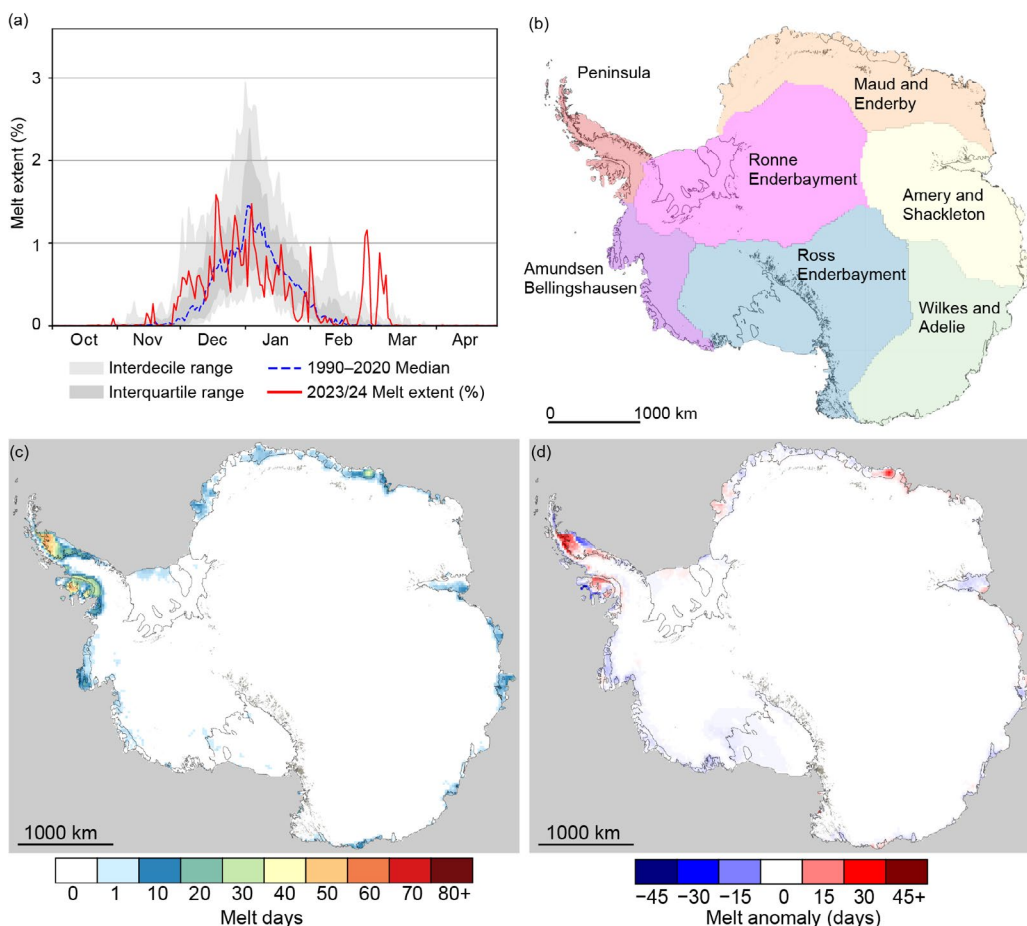 (a)
3
2
1
0
Melt extent (%)
Oct Nov Dec Jan Feb Mar Apr
Interdecile range
1990–2020 Median
Interquartile range
2023/24 Melt extent (%)
(b)
Peninsula
Maud and
Enderby
Ronne
Enderbayment
Amery and
Shackleton
Ross
Enderbayment
Amundsen
Bellingshausen
Wilkes and
Adelie
0 1000 km
(c)
1000 km
0 1 10 20 30 40 50 60 70 80+
Melt days
(d)
1000 km
−45 −30 −15 0 15 30 45+
Melt anomaly (days)